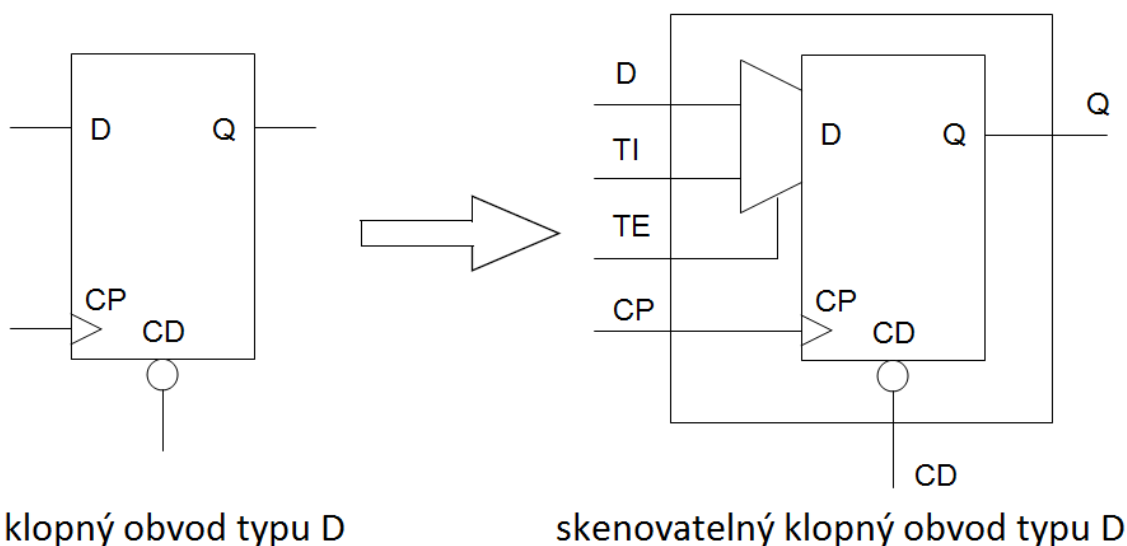 D Q
CP
CD
klopný obvod typu D
D
TI
TE
CP
D Q
CP
CD
Q
CD
skenovatelný klopný obvod typu D